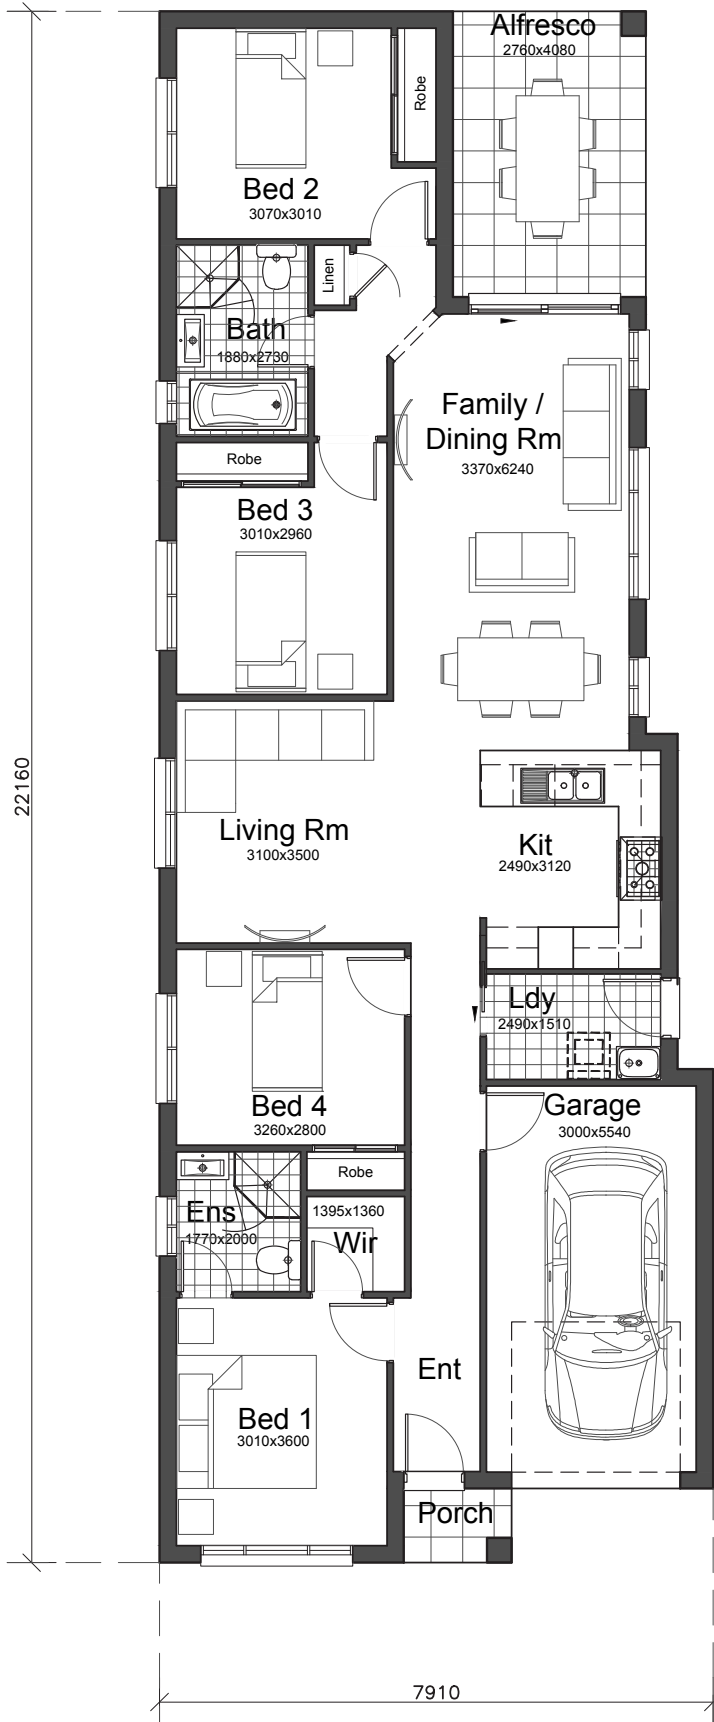 Alfresco
2760x4080
Robe
Bed 2
3070x3010
Linen
Bath
1880x2730
Family /
Dining Rm
3370x6240
Robe
Bed 3
3010x2960
22160
Living Rm
3100x3500
Kit
2490x3120
Ldy
2490x1510
Bed 4
3260x2800
Garage
3000x5540
Robe
Ens
1770x2000
1395x1360
Wir
Ent
Bed 1
3010x3600
Porch
7910